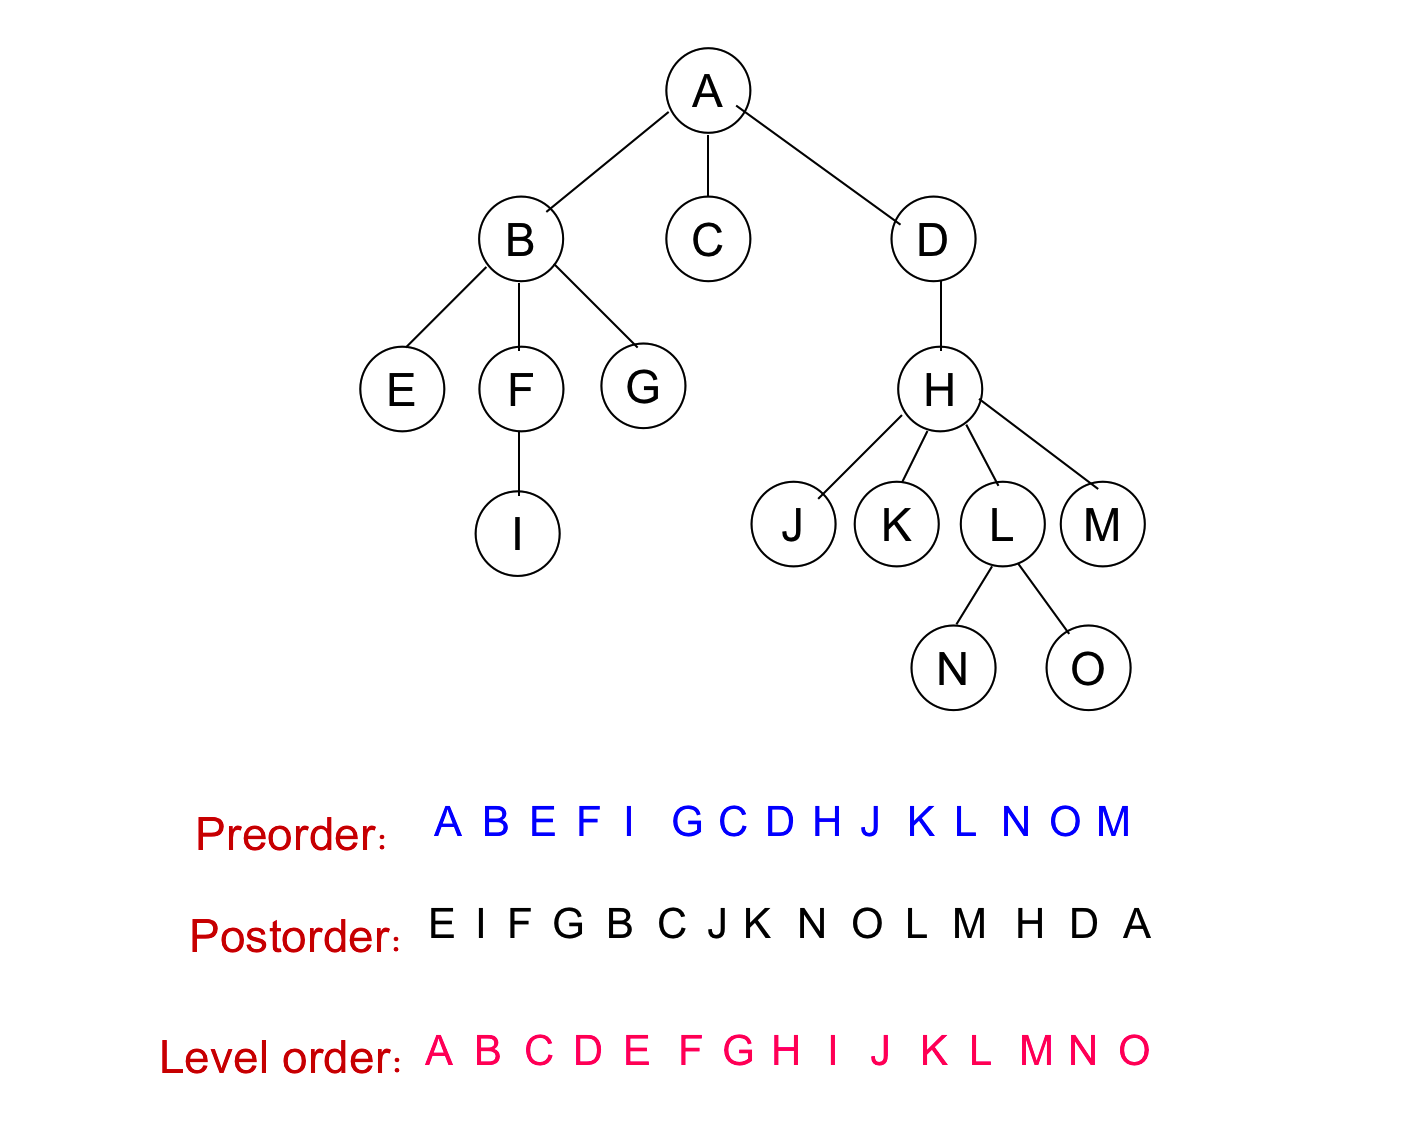 A
B C D
E F G H
J K L M
I
N O
Preorder: A B E F I G C D H J K L N O M
Postorder: E I F G B C J K N O L M H D A
Level order: A B C D E F G H I J K L M N O